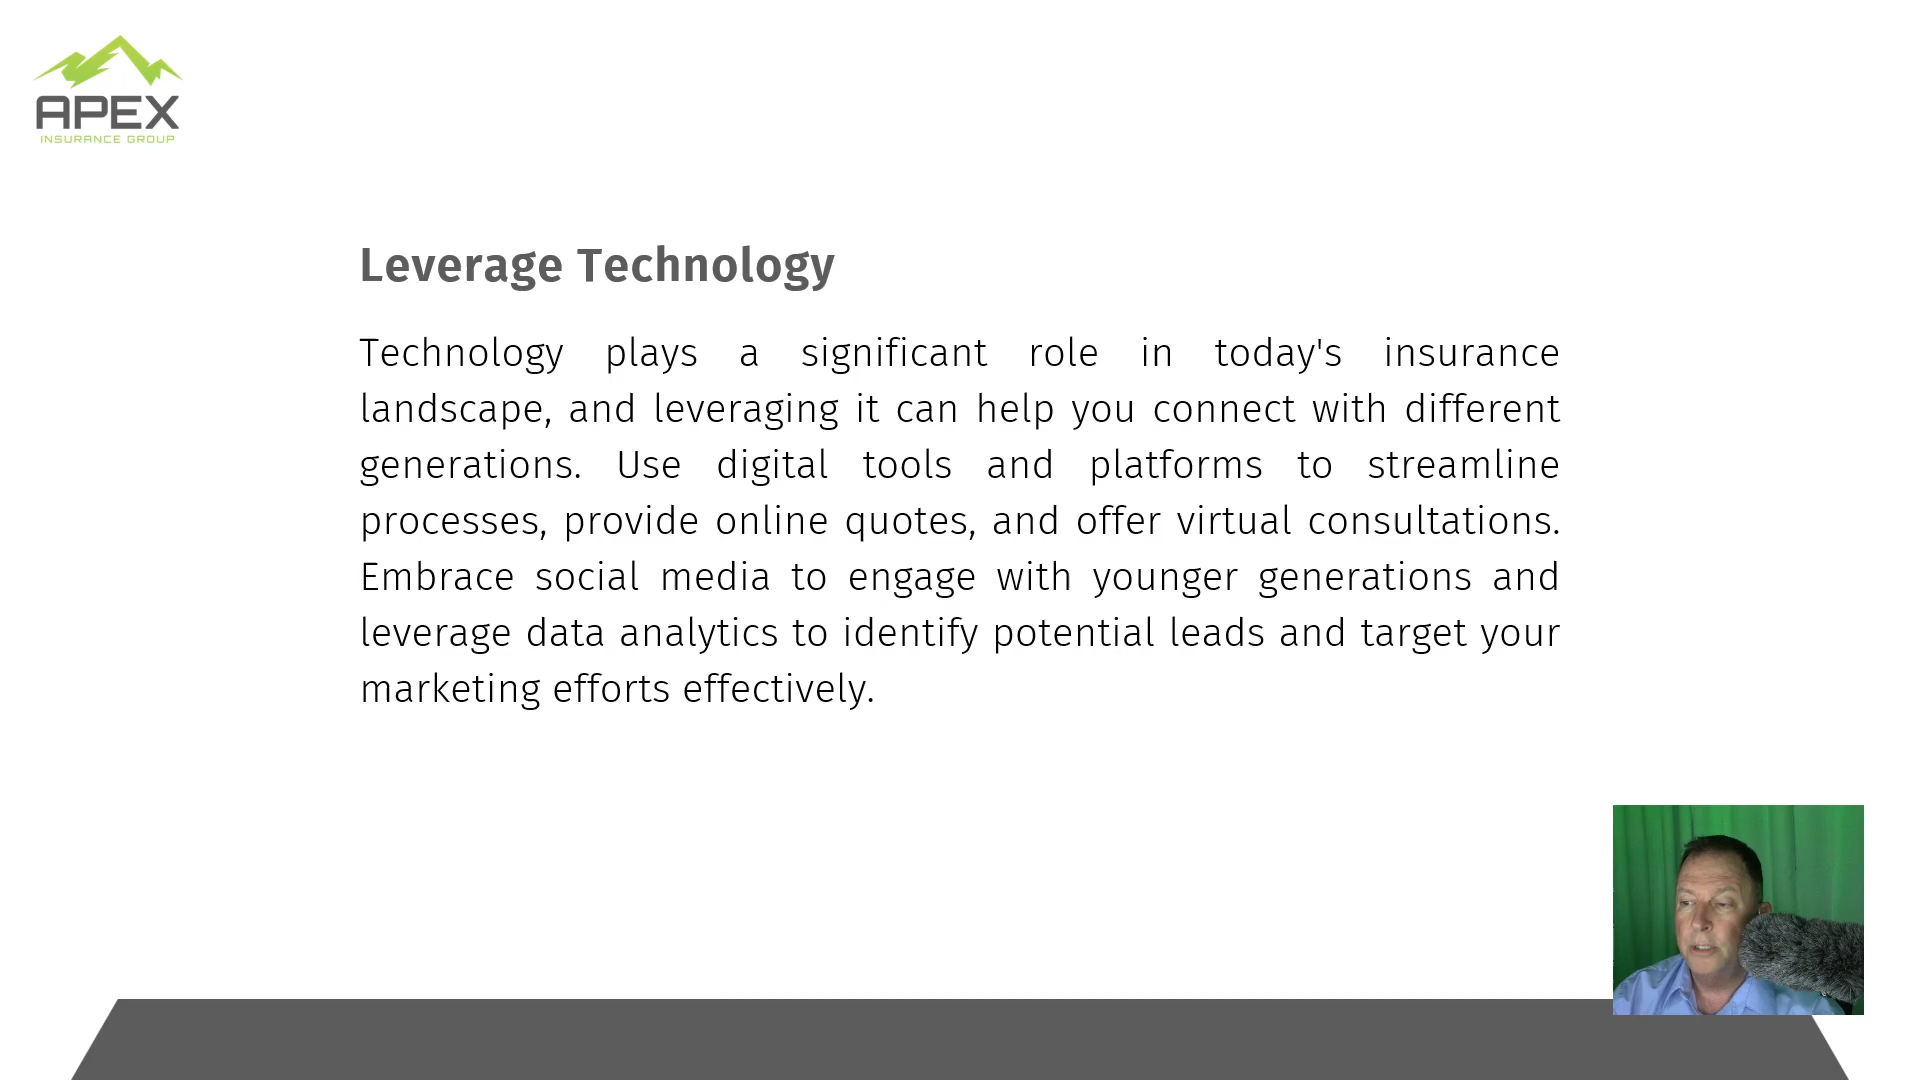 APEX
INSURANCE GROUP
Leverage Technology
Technology plays a significant role in today's insurance
landscape, and leveraging it can help you connect with different
generations. Use digital tools and platforms to streamline
processes, provide online quotes, and offer virtual consultations.
Embrace social media to engage with younger generations and
leverage data analytics to identify potential leads and target your
marketing efforts effectively.